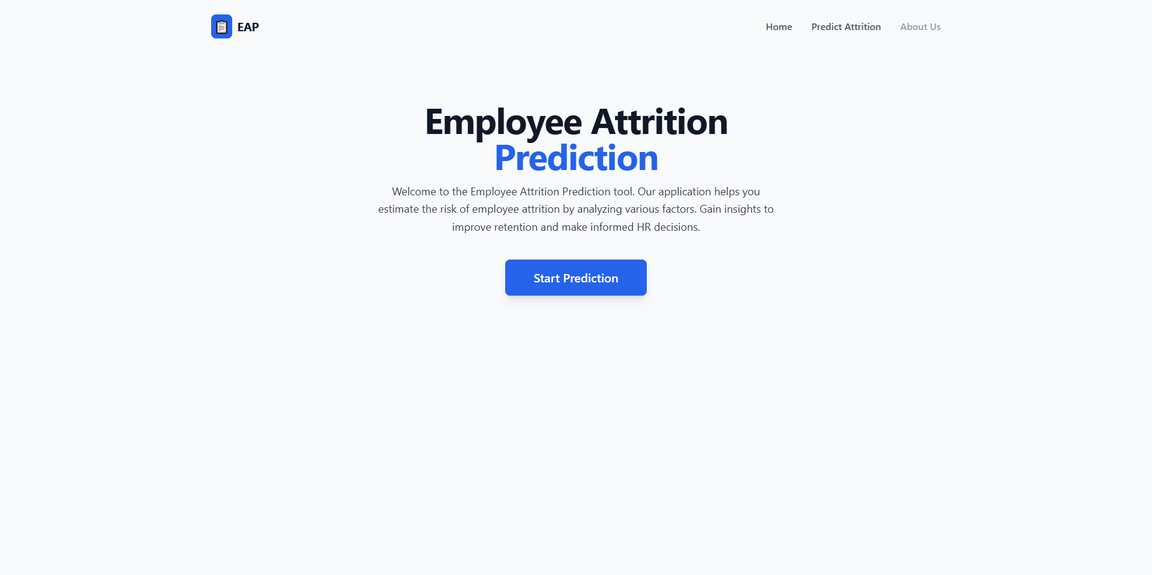 EAP
Home
Predict Attrition
About Us
Employee Attrition
Prediction
Welcome to the Employee Attrition Prediction tool. Our application helps you
estimate the risk of employee attrition by analyzing various factors. Gain insights to
improve retention and make informed HR decisions.
Start Prediction